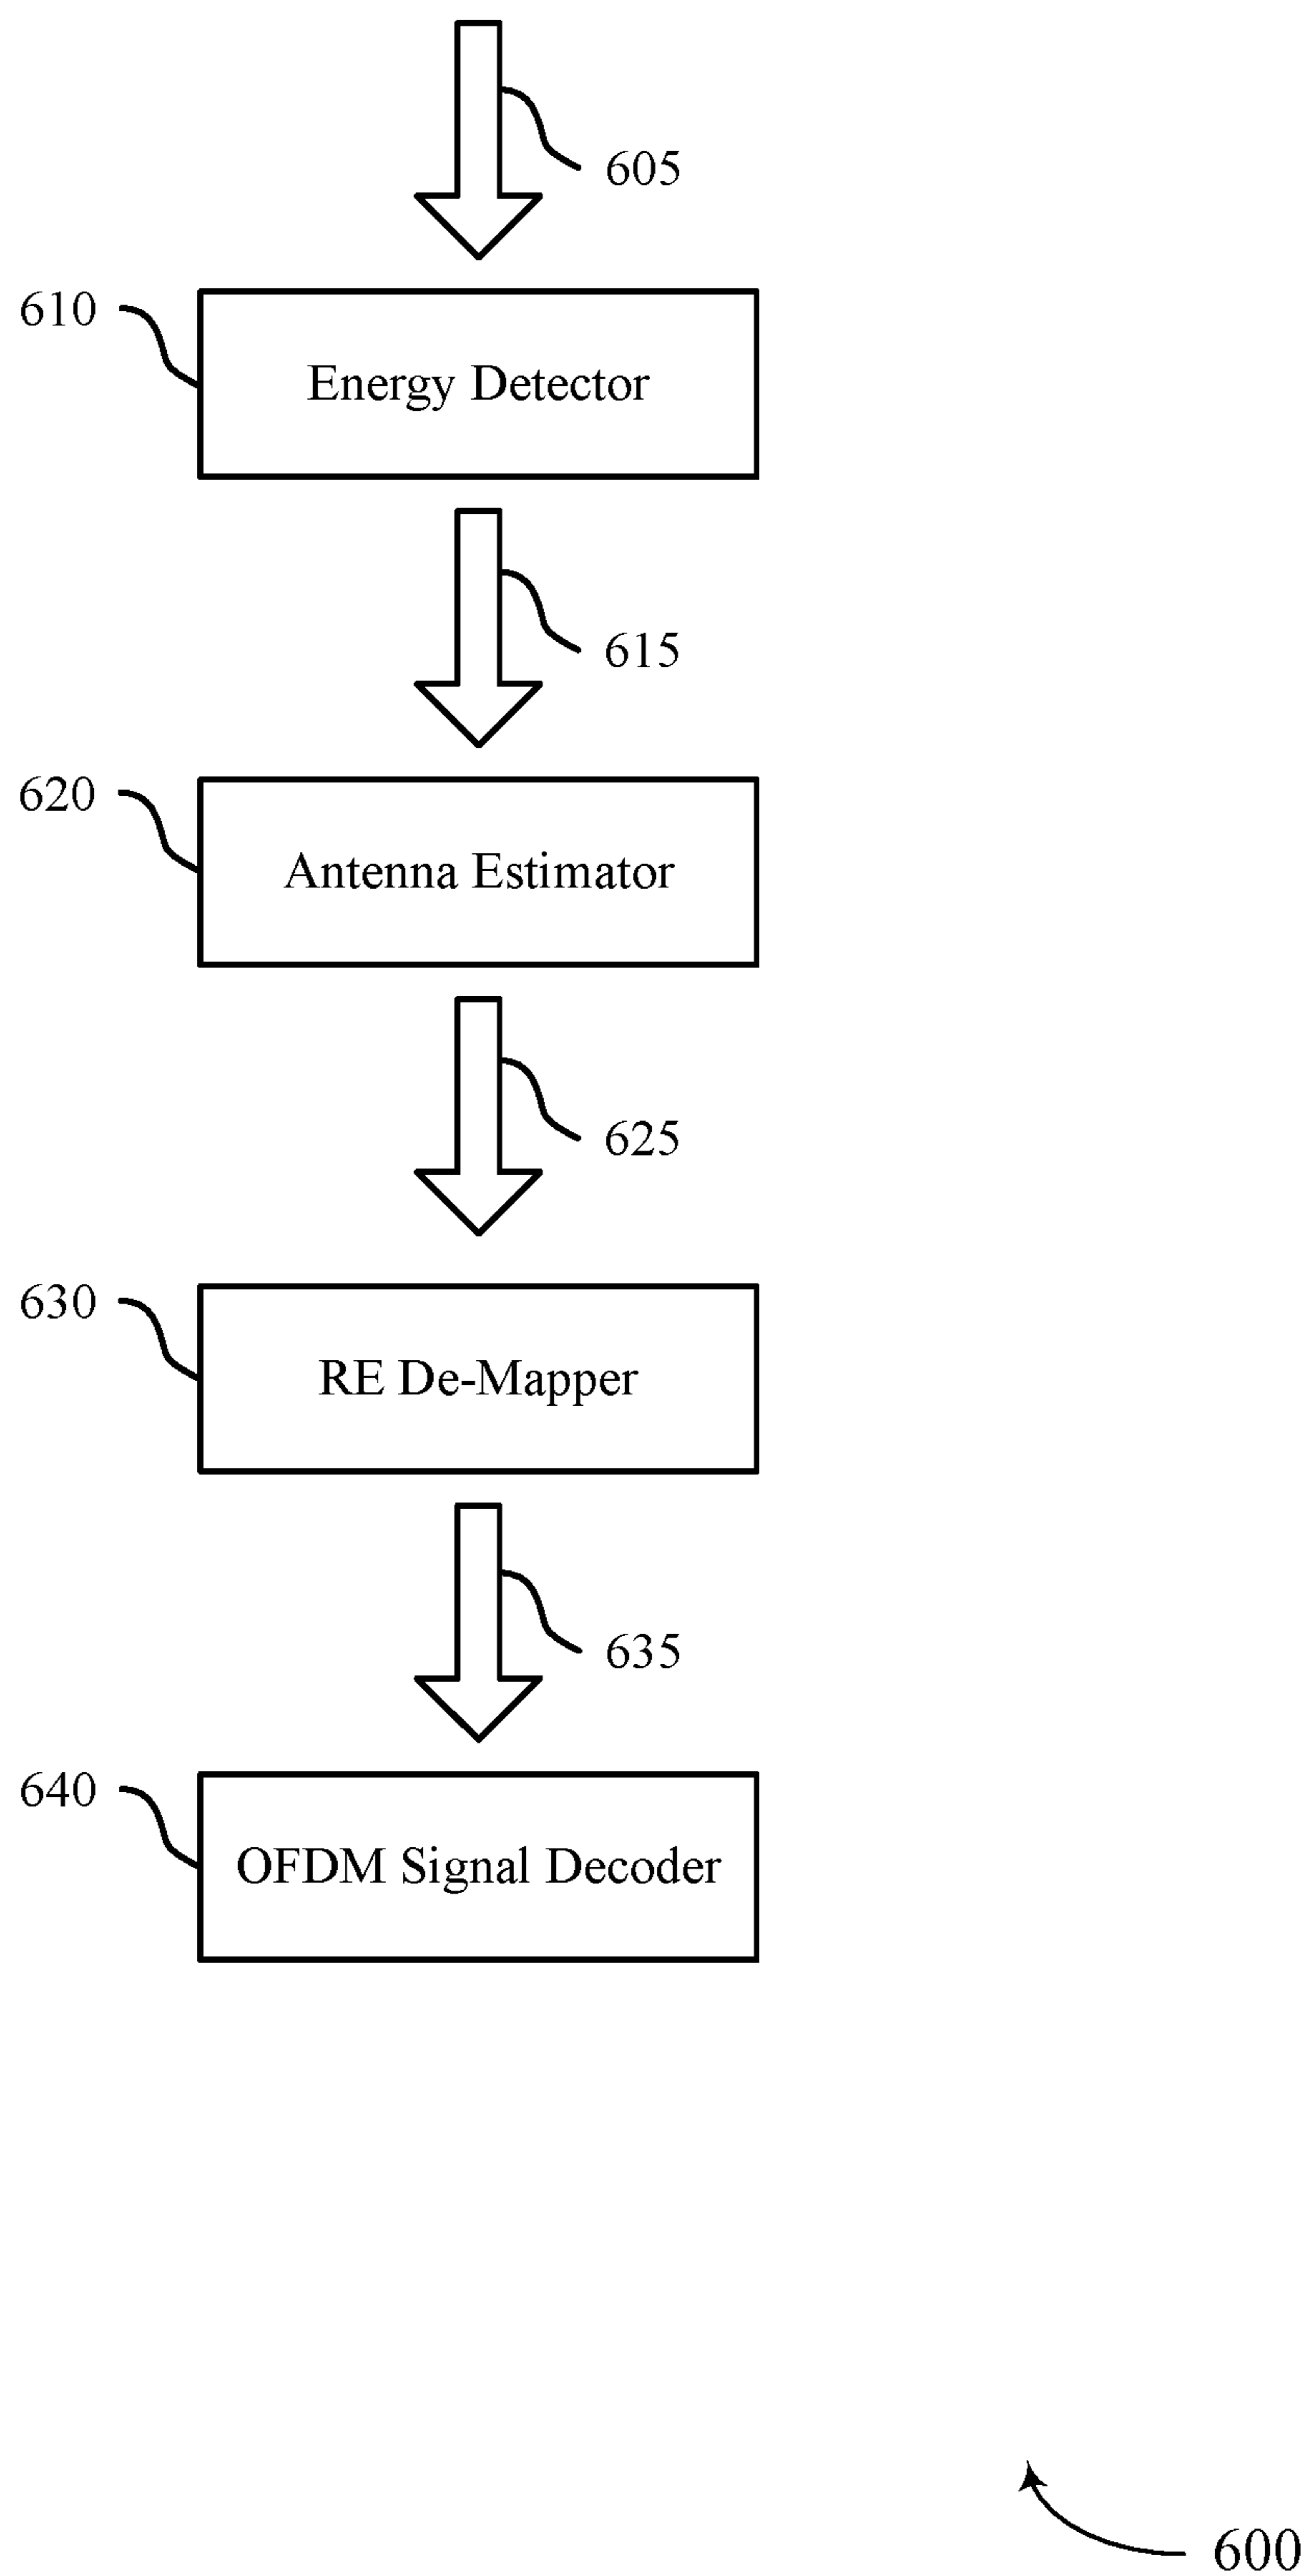 605
610
Energy Detector
615
620
Antenna Estimator
625
630
RE De-Mapper
635
640
OFDM Signal Decoder
600